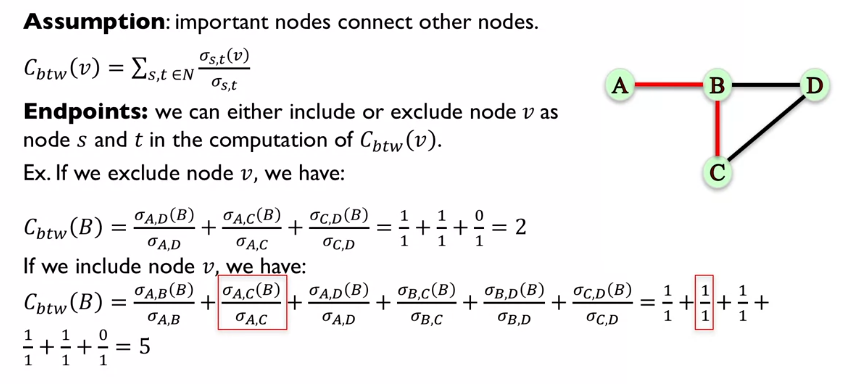 Assumption: important nodes connect other nodes.
C_btw(v) = ∑_{s,t ∈N} σ_{s,t}(v)/σ_{s,t}
Endpoints: we can either include or exclude node v as
node s and t in the computation of C_btw(v).
Ex. If we exclude node v, we have:
C_btw(B) = σ_{A,D}(B)/σ_{A,D} + σ_{A,C}(B)/σ_{A,C} + σ_{C,D}(B)/σ_{C,D} = 1/1 + 1/1 + 0/1 = 2
If we include node v, we have:
C_btw(B) = σ_{A,B}(B)/σ_{A,B} + σ_{A,C}(B)/σ_{A,C} + σ_{A,D}(B)/σ_{A,D} + σ_{B,C}(B)/σ_{B,C} + σ_{B,D}(B)/σ_{B,D} + σ_{C,D}(B)/σ_{C,D} = 1/1 + 1/1 + 1/1 +
1/1 + 1/1 + 0/1 = 5
A B D
C